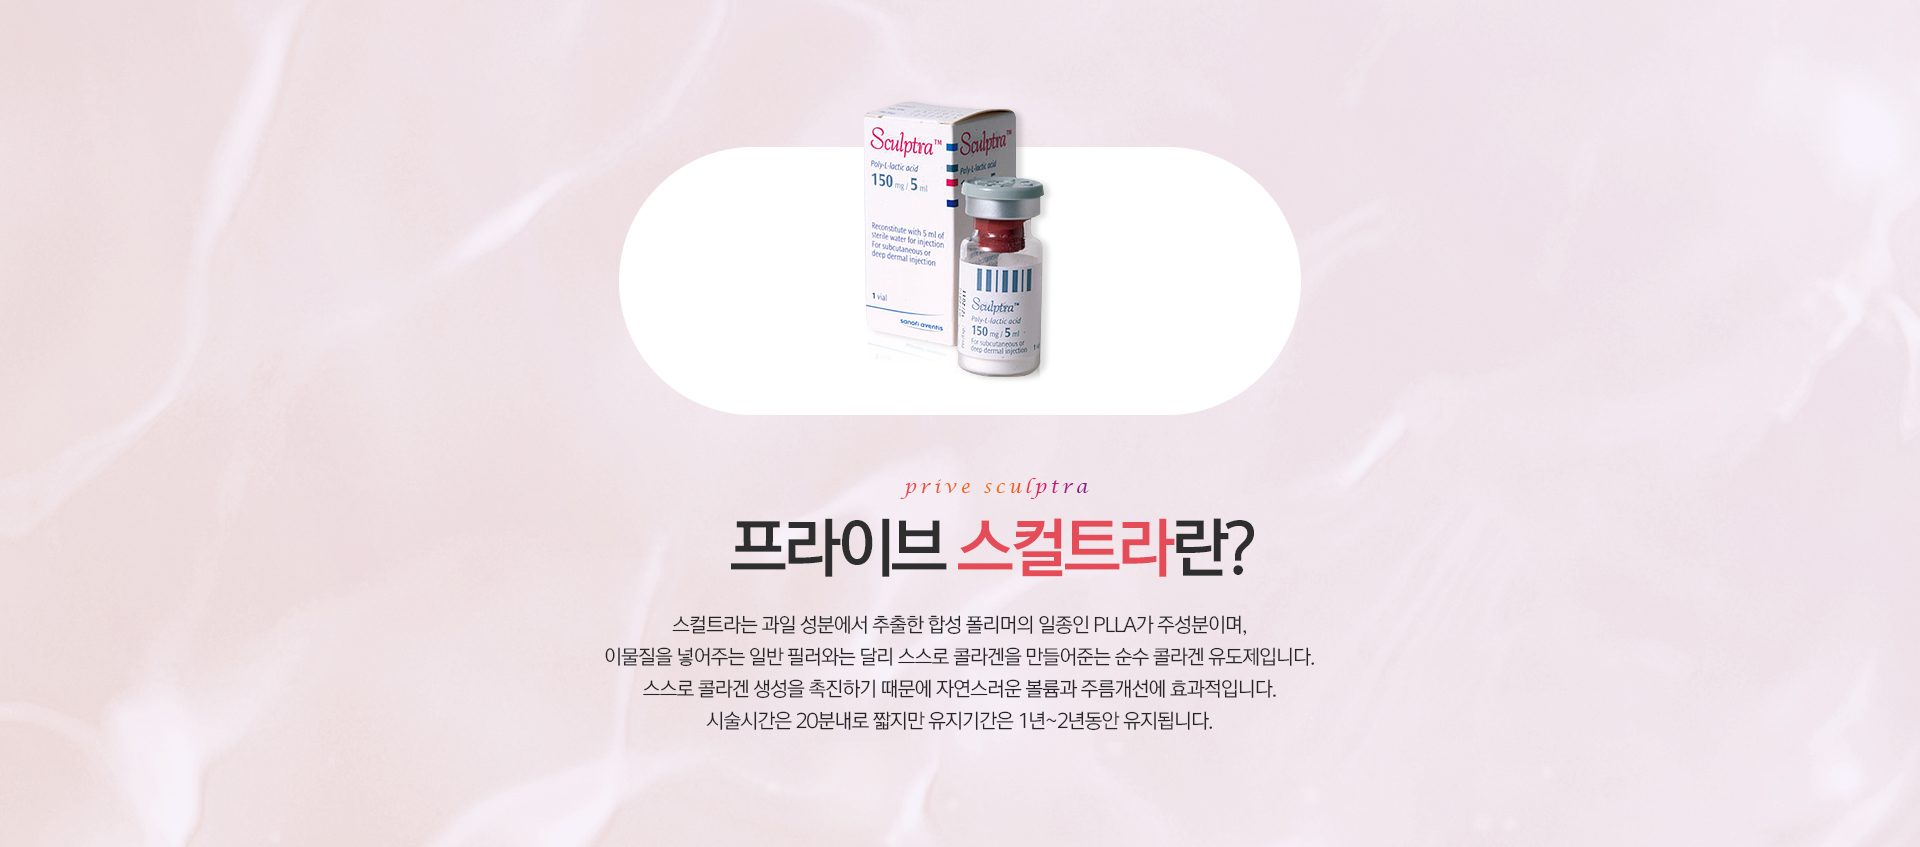 Sculptra™
Poly-L-lactic acid
150 mg / 5 ml
Reconstitute with 5 ml of
sterile water for injection
For subcutaneous or
deep dermal injection
1 vial
sanofi aventis
Sculptra™
Poly-L-lactic acid
Sculptra™
Poly-L-lactic acid
150 mg / 5 ml
For subcutaneous or
deep dermal injection
prive sculptra
프라이브 스컬트라란?
스컬트라는 과일 성분에서 추출한 합성 폴리머의 일종인 PLLA가 주성분이며,
이물질을 넣어주는 일반 필러와는 달리 스스로 콜라겐을 만들어준는 순수 콜라겐 유도제입니다.
스스로 콜라겐 생성을 촉진하기 때문에 자연스러운 볼륨과 주름개선에 효과적입니다.
시술시간은 20분내로 짧지만 유지기간은 1년~2년동안 유지됩니다.